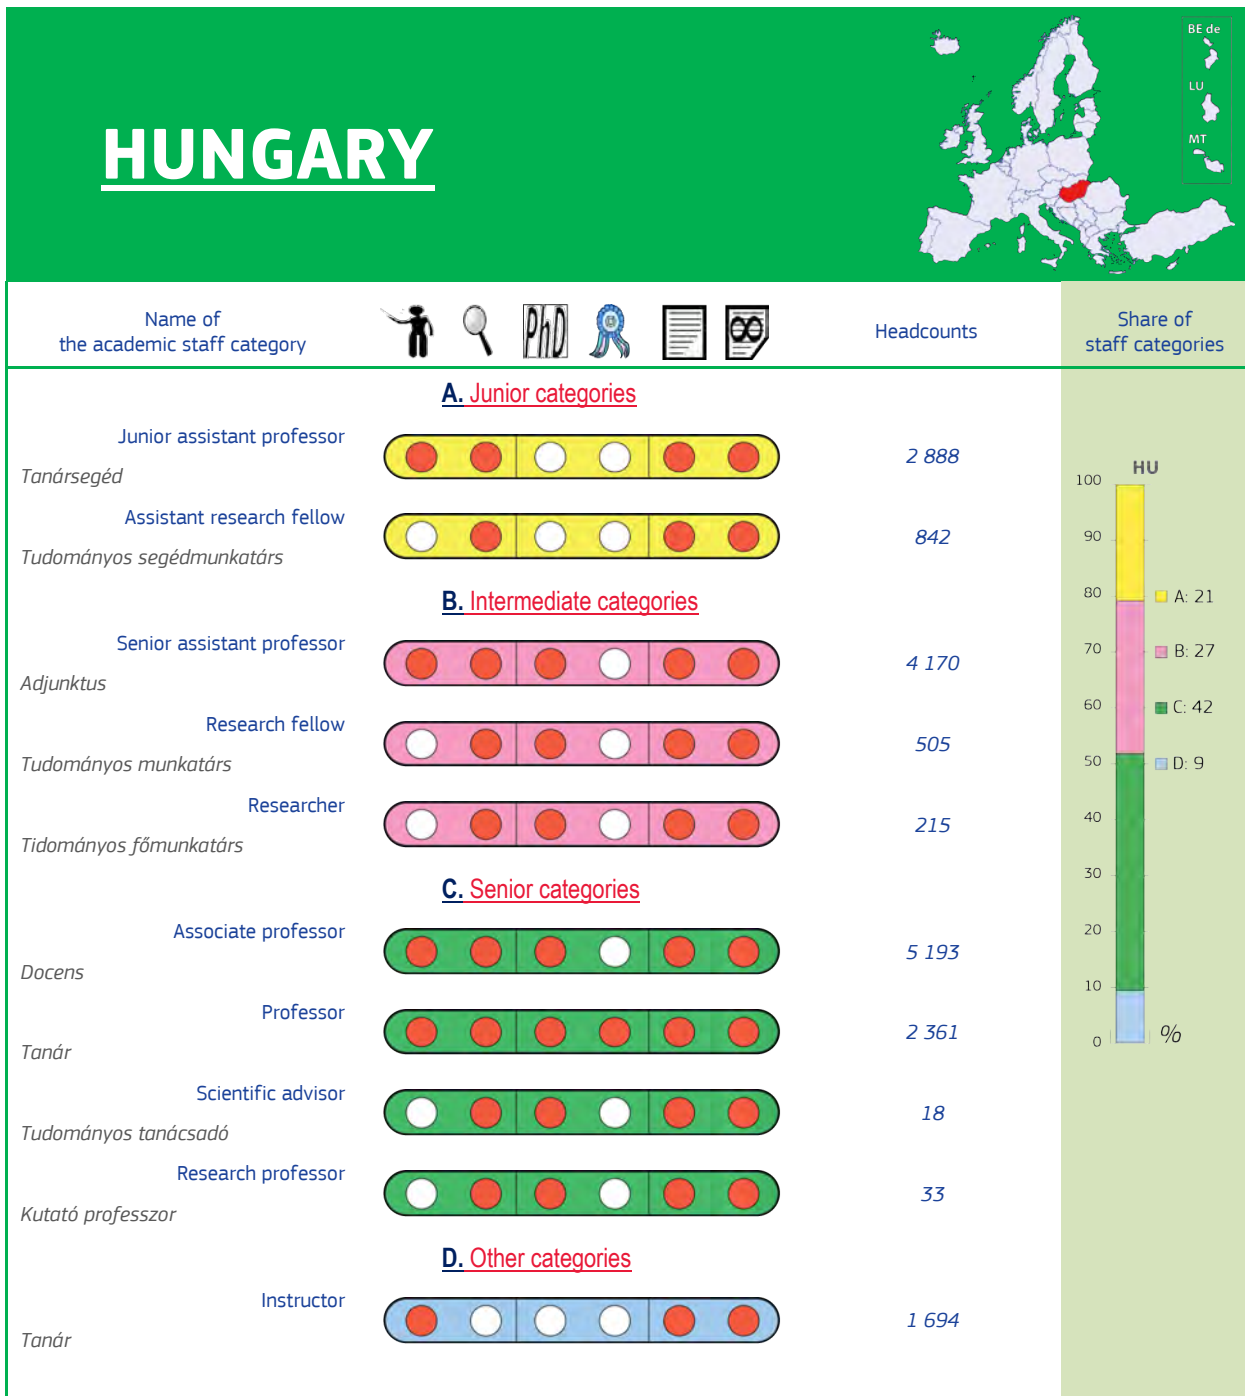 BE de
LU
MT
HUNGARY
Name of
the academic staff category
PhD
Headcounts
Share of
staff categories
A. Junior categories
Junior assistant professor
Tanársegéd
2 888
Assistant research fellow
Tudományos segédmunkatárs
842
B. Intermediate categories
Senior assistant professor
Adjunktus
4 170
Research fellow
Tudományos munkatárs
505
Researcher
Tidományos főmunkatárs
215
C. Senior categories
Associate professor
Docens
5 193
Professor
Tanár
2 361
Scientific advisor
Tudományos tanácsadó
18
Research professor
Kutató professzor
33
D. Other categories
Instructor
Tanár
1 694
HU
100
90
80
70
60
50
40
30
20
10
0
%
A: 21
B: 27
C: 42
D: 9